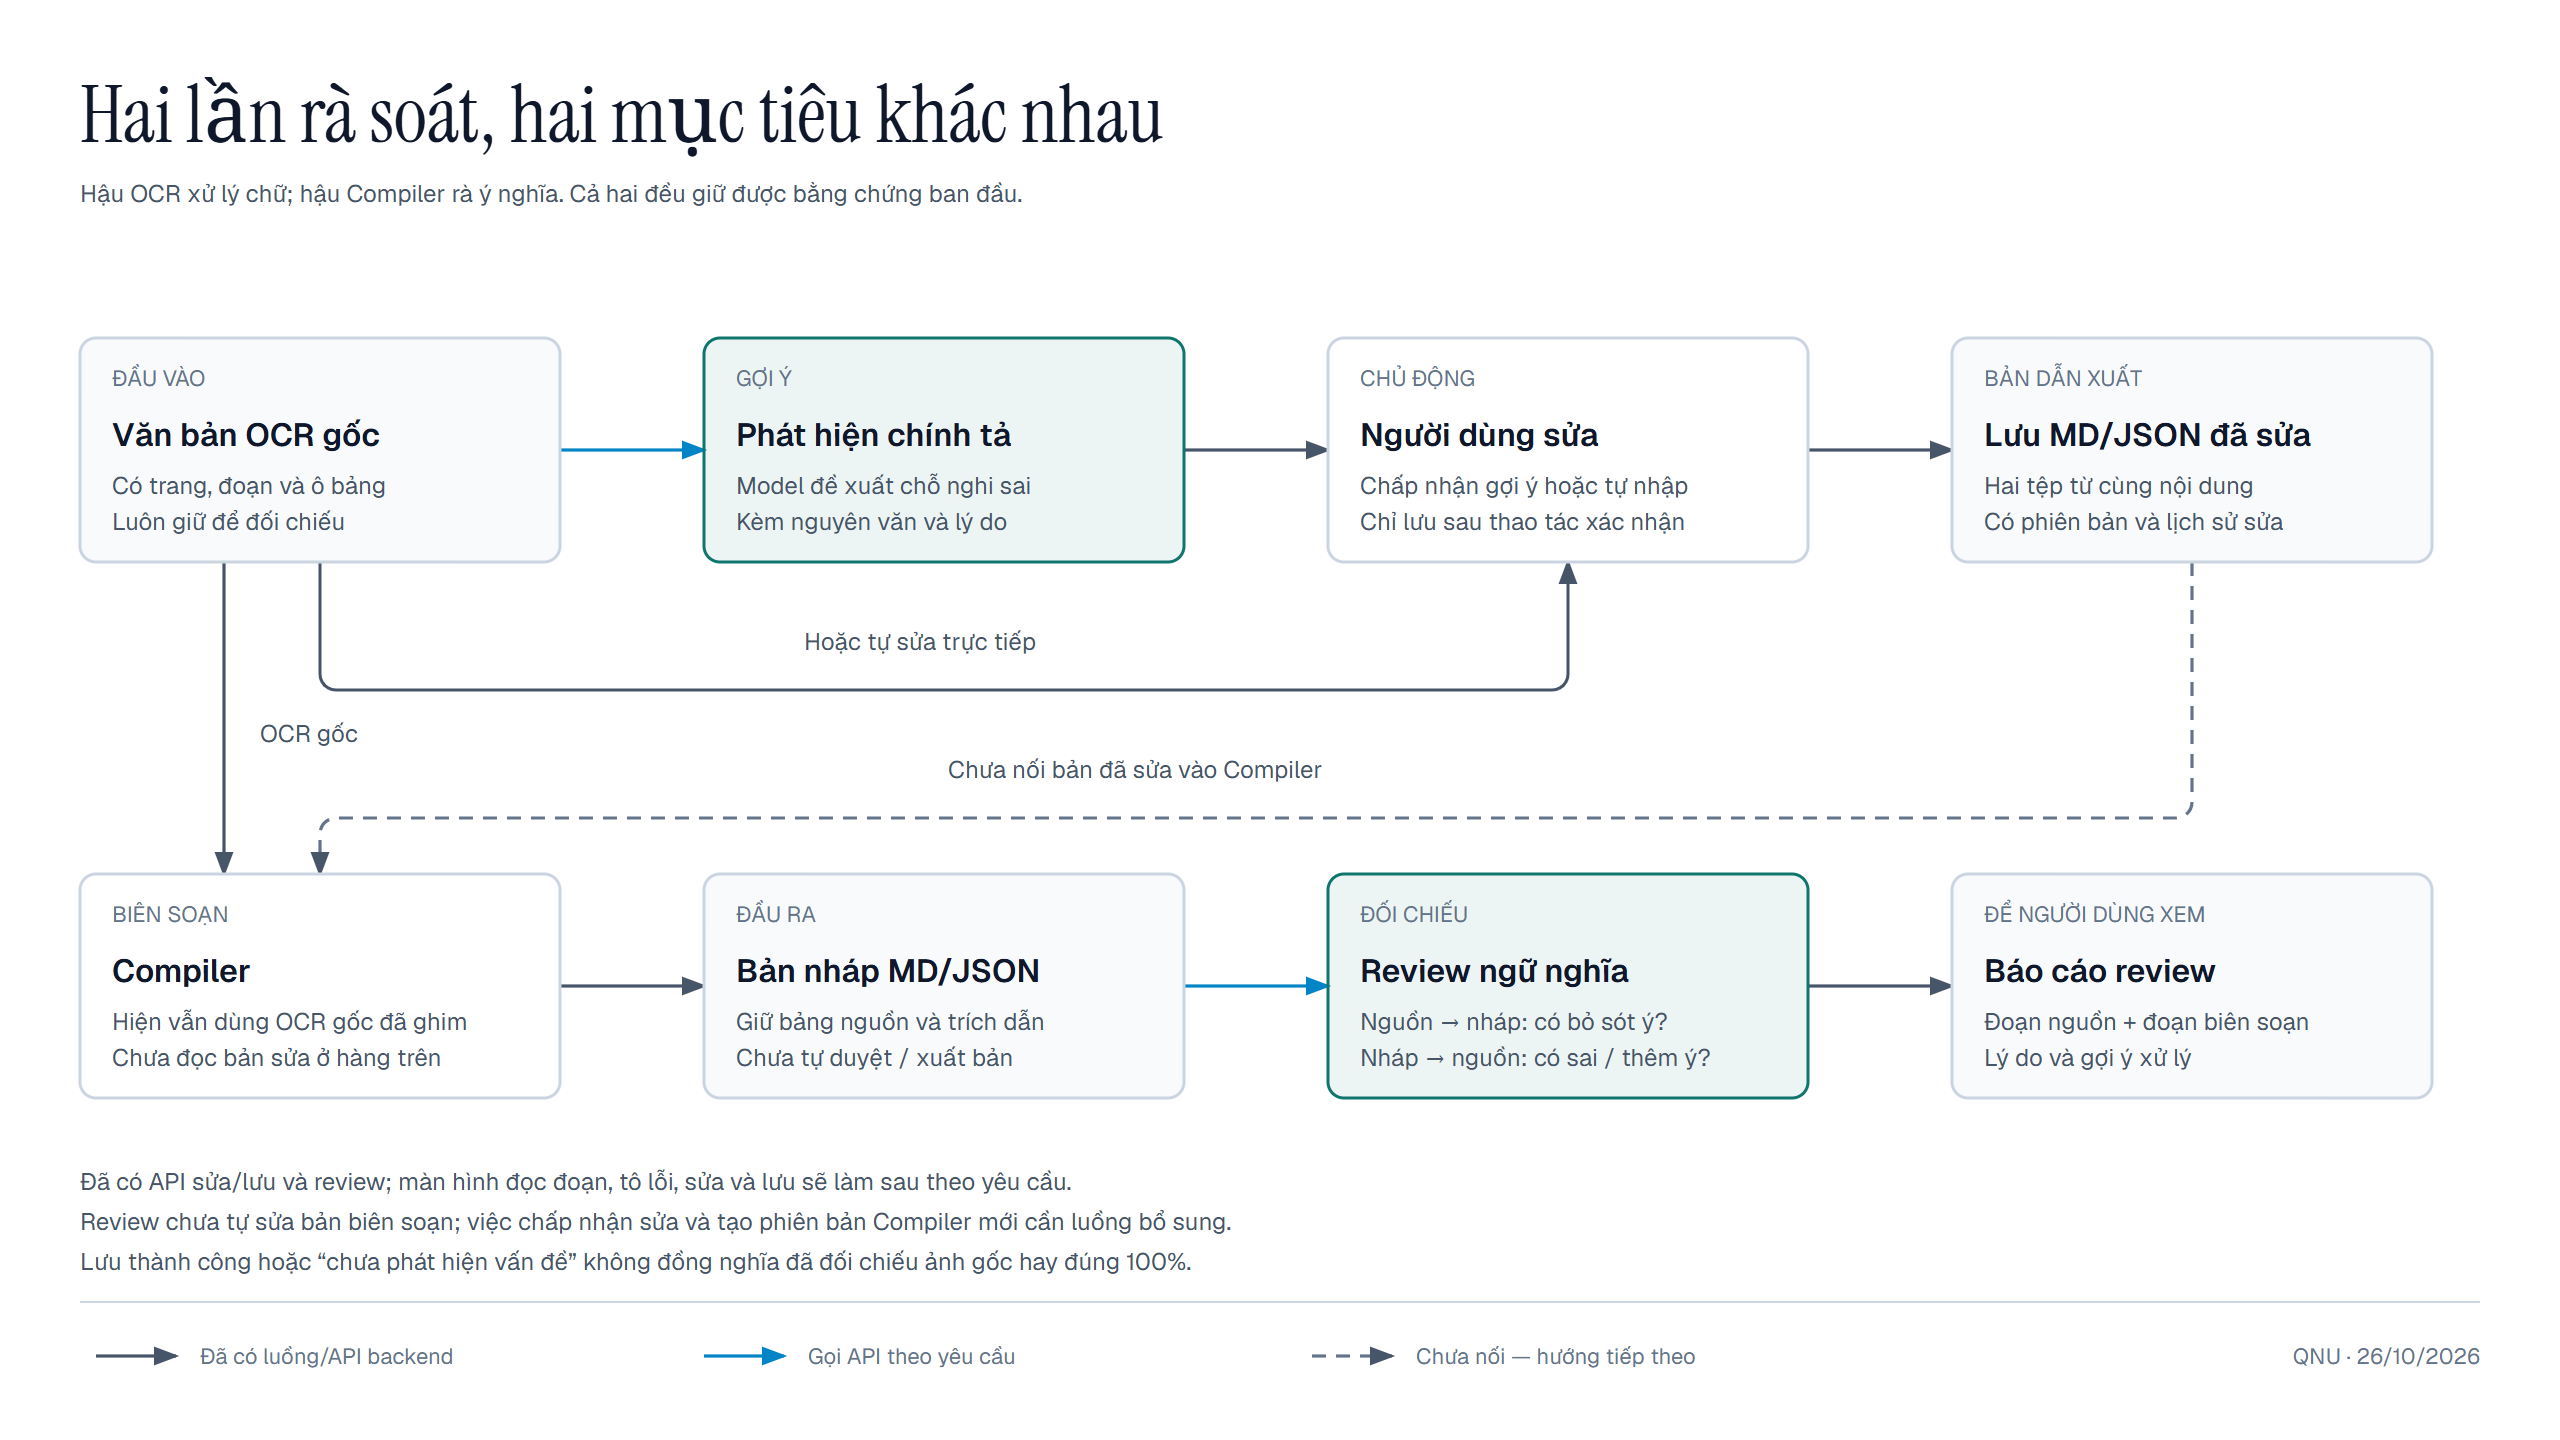 Hai lần rà soát, hai mục tiêu khác nhau
Hậu OCR xử lý chữ; hậu Compiler rà ý nghĩa. Cả hai đều giữ được bằng chứng ban đầu.
ĐẦU VÀO
Văn bản OCR gốc
Có trang, đoạn và ô bảng
Luôn giữ để đối chiếu
GỢI Ý
Phát hiện chính tả
Model đề xuất chỗ nghi sai
Kèm nguyên văn và lý do
CHỦ ĐỘNG
Người dùng sửa
Chấp nhận gợi ý hoặc tự nhập
Chỉ lưu sau thao tác xác nhận
BẢN DẪN XUẤT
Lưu MD/JSON đã sửa
Hai tệp từ cùng nội dung
Có phiên bản và lịch sử sửa
Hoặc tự sửa trực tiếp
OCR gốc
Chưa nối bản đã sửa vào Compiler
BIÊN SOẠN
Compiler
Hiện vẫn dùng OCR gốc đã ghim
Chưa đọc bản sửa ở hàng trên
ĐẦU RA
Bản nháp MD/JSON
Giữ bảng nguồn và trích dẫn
Chưa tự duyệt / xuất bản
ĐỐI CHIẾU
Review ngữ nghĩa
Nguồn → nháp: có bỏ sót ý?
Nháp → nguồn: có sai / thêm ý?
ĐỂ NGƯỜI DÙNG XEM
Báo cáo review
Đoạn nguồn + đoạn biên soạn
Lý do và gợi ý xử lý
Đã có API sửa/lưu và review; màn hình đọc đoạn, tô lỗi, sửa và lưu sẽ làm sau theo yêu cầu.
Review chưa tự sửa bản biên soạn; việc chấp nhận sửa và tạo phiên bản Compiler mới cần luồng bổ sung.
Lưu thành công hoặc “chưa phát hiện vấn đề” không đồng nghĩa đã đối chiếu ảnh gốc hay đúng 100%.
Đã có luồng/API backend
Gọi API theo yêu cầu
Chưa nối — hướng tiếp theo
QNU · 26/10/2026